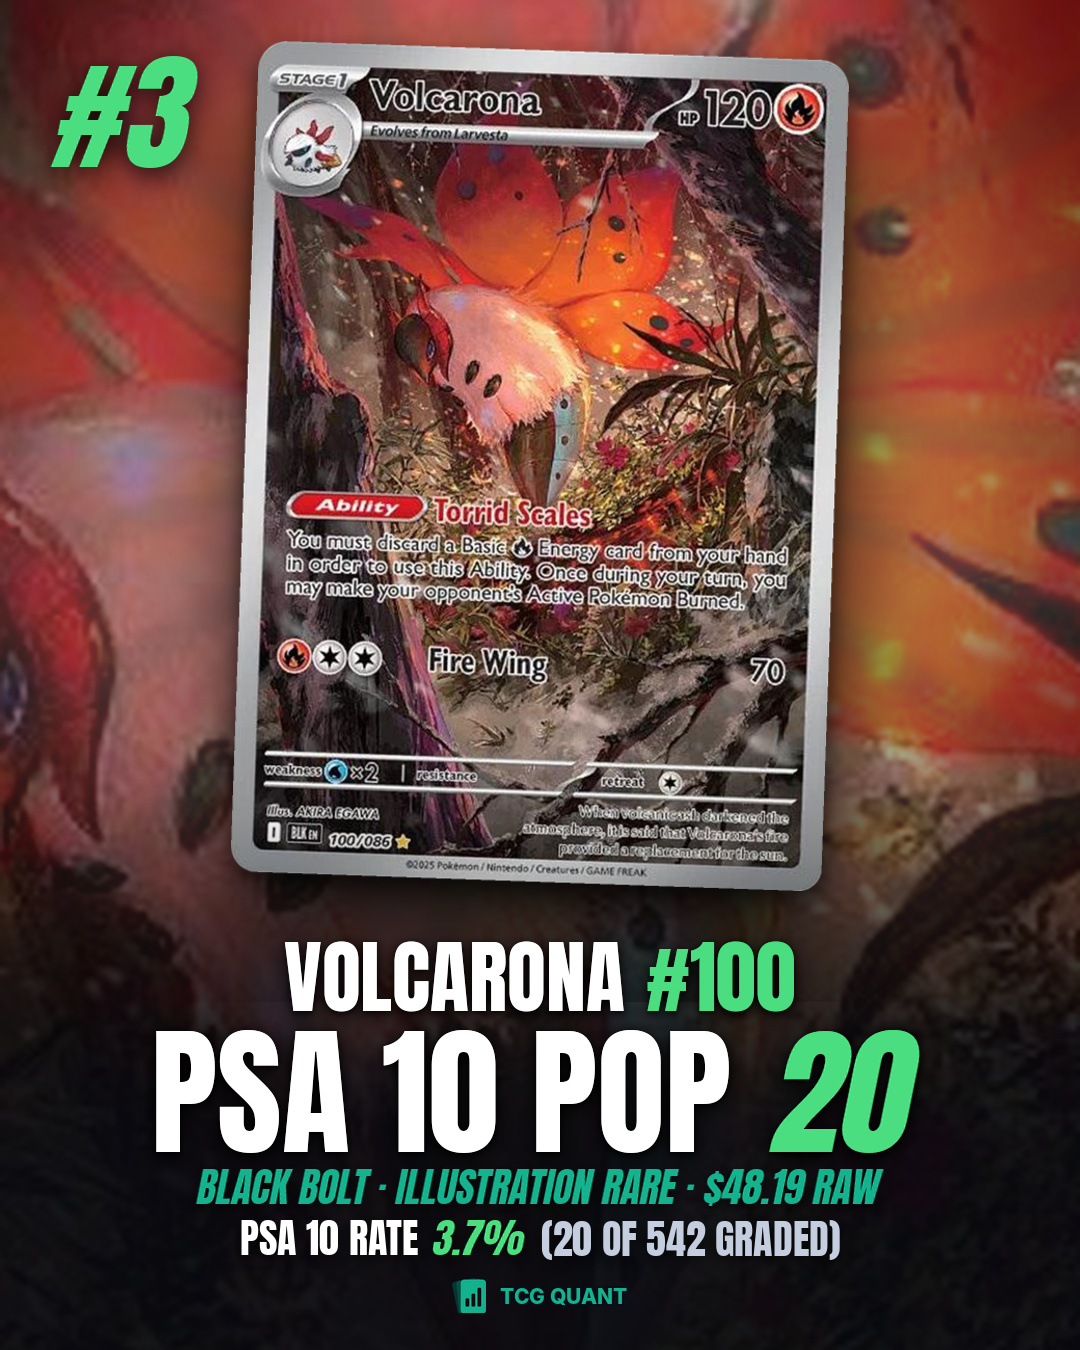 #3
STAGE 1
Volcarona
HP 120
Evolves from Larvesta
Ability Torrid Scales
You must discard a Basic Energy card from your hand
in order to use this Ability. Once during your turn, you
may make your opponent's Active Pokémon Burned.
Fire Wing 70
weakness ×2 resistance retreat
Illus. AKIRA EGAWA
When volcanic ash darkened the
atmosphere, it is said that Volcarona's fire
provided a replacement for the sun.
I BLK EN 100/086
©2025 Pokémon / Nintendo / Creatures / GAME FREAK
VOLCARONA #100
PSA 10 POP 20
BLACK BOLT · ILLUSTRATION RARE · $48.19 RAW
PSA 10 RATE 3.7% (20 OF 542 GRADED)
TCG QUANT